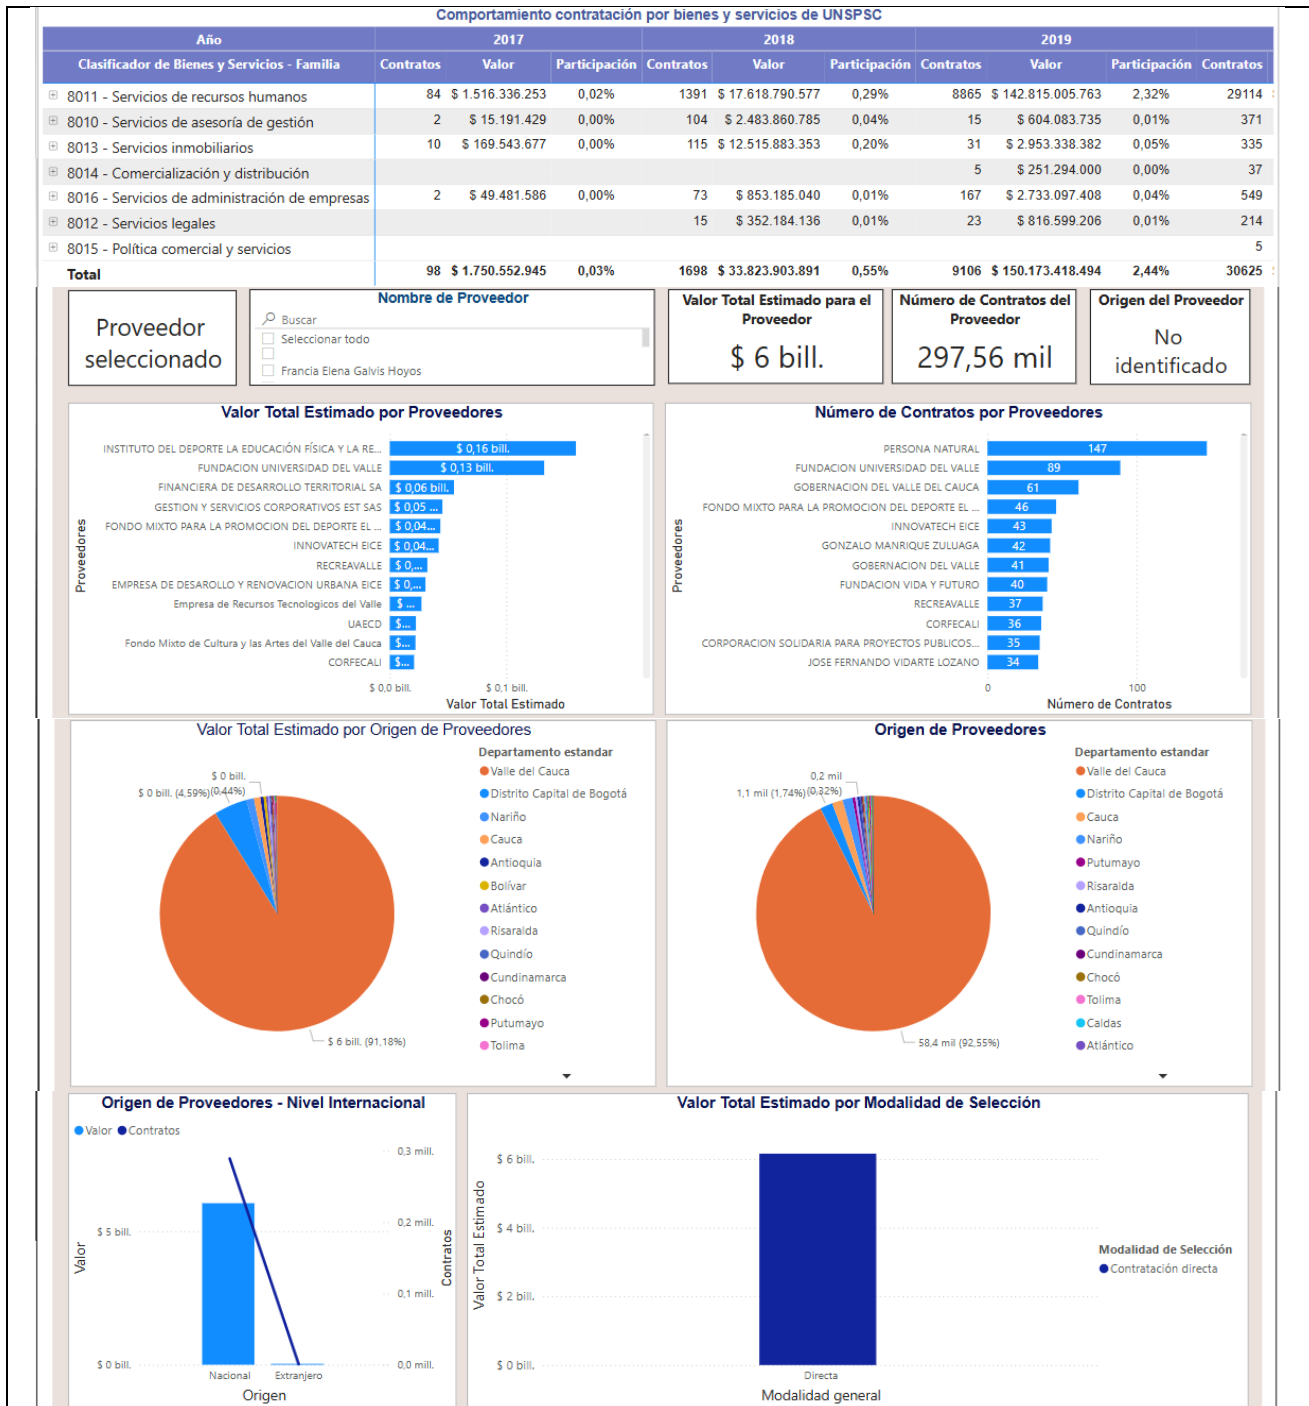 Comportamiento contratación por bienes y servicios de UNSPSC
Año 2017 2018 2019
Clasificador de Bienes y Servicios - Familia Contratos Valor Participación Contratos Valor Participación Contratos Valor Participación Contratos
8011 - Servicios de recursos humanos 84 $ 1.516.336.253 0,02% 1391 $ 17.618.790.577 0,29% 8865 $ 142.815.005.763 2,32% 29114
8010 - Servicios de asesoría de gestión 2 $ 15.191.429 0,00% 104 $ 2.483.860.785 0,04% 15 $ 604.083.735 0,01% 371
8013 - Servicios inmobiliarios 10 $ 169.543.677 0,00% 115 $ 12.515.883.353 0,20% 31 $ 2.953.338.382 0,05% 335
8014 - Comercialización y distribución 5 $ 251.294.000 0,00% 37
8016 - Servicios de administración de empresas 2 $ 49.481.586 0,00% 73 $ 853.185.040 0,01% 167 $ 2.733.097.408 0,04% 549
8012 - Servicios legales 15 $ 352.184.136 0,01% 23 $ 816.599.206 0,01% 214
8015 - Política comercial y servicios 5
Total 98 $ 1.750.552.945 0,03% 1698 $ 33.823.903.891 0,55% 9106 $ 150.173.418.494 2,44% 30625
Proveedor
seleccionado
Nombre de Proveedor
Buscar
Seleccionar todo
Francia Elena Galvis Hoyos
Valor Total Estimado para el
Proveedor
$ 6 bill.
Número de Contratos del
Proveedor
297,56 mil
Origen del Proveedor
No
identificado
Valor Total Estimado por Proveedores
Proveedores
INSTITUTO DEL DEPORTE LA EDUCACIÓN FÍSICA Y LA RE... $ 0,16 bill.
FUNDACION UNIVERSIDAD DEL VALLE $ 0,13 bill.
FINANCIERA DE DESARROLLO TERRITORIAL SA $ 0,06 bill.
GESTION Y SERVICIOS CORPORATIVOS EST SAS $ 0,05 ...
FONDO MIXTO PARA LA PROMOCION DEL DEPORTE EL ... $ 0,04...
INNOVATECH EICE $ 0,04...
RECREAVALLE $ 0,...
EMPRESA DE DESAROLLO Y RENOVACION URBANA EICE $ 0,...
Empresa de Recursos Tecnologicos del Valle $ ...
UAECD $...
Fondo Mixto de Cultura y las Artes del Valle del Cauca $...
CORFECALI $...
$ 0,0 bill. $ 0,1 bill.
Valor Total Estimado
Número de Contratos por Proveedores
Proveedores
PERSONA NATURAL 147
FUNDACION UNIVERSIDAD DEL VALLE 89
GOBERNACION DEL VALLE DEL CAUCA 61
FONDO MIXTO PARA LA PROMOCION DEL DEPORTE EL ... 46
INNOVATECH EICE 43
GONZALO MANRIQUE ZULUAGA 42
GOBERNACION DEL VALLE 41
FUNDACION VIDA Y FUTURO 40
RECREAVALLE 37
CORFECALI 36
CORPORACION SOLIDARIA PARA PROYECTOS PUBLICOS... 35
JOSE FERNANDO VIDARTE LOZANO 34
0 100
Número de Contratos
Valor Total Estimado por Origen de Proveedores
$ 0 bill.
(0,44%)
$ 0 bill. (4,59%)
$ 6 bill. (91,18%)
Departamento estandar
Valle del Cauca
Distrito Capital de Bogotá
Nariño
Cauca
Antioquia
Bolívar
Atlántico
Risaralda
Quindío
Cundinamarca
Chocó
Putumayo
Tolima
Origen de Proveedores
0,2 mil
(0,32%)
1,1 mil (1,74%)
58,4 mil (92,55%)
Departamento estandar
Valle del Cauca
Distrito Capital de Bogotá
Cauca
Nariño
Putumayo
Risaralda
Antioquia
Quindío
Cundinamarca
Chocó
Tolima
Caldas
Atlántico
Origen de Proveedores - Nivel Internacional
Valor Contratos
Valor
$ 5 bill.
$ 0 bill.
0,3 mill.
0,2 mill.
0,1 mill.
0,0 mill.
Contratos
Nacional Extranjero
Origen
Valor Total Estimado por Modalidad de Selección
Valor Total Estimado
$ 6 bill.
$ 4 bill.
$ 2 bill.
$ 0 bill.
Directa
Modalidad general
Modalidad de Selección
Contratación directa